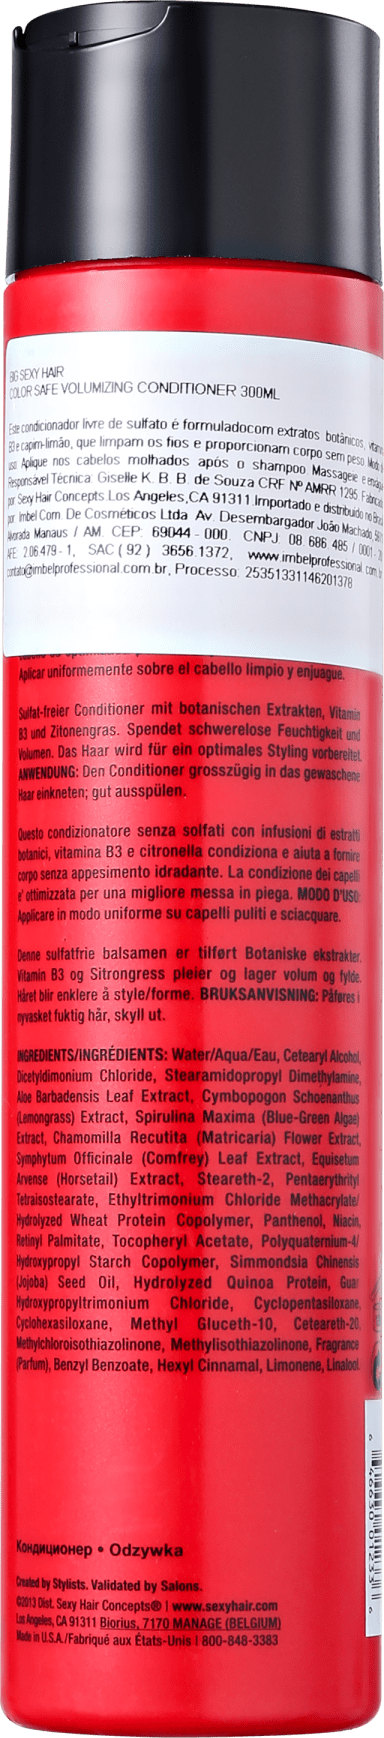 BIG SEXY HAIR
COLOR SAFE VOLUMIZING CONDITIONER 300ML
Este condicionador livre de sulfato é formuladocom extratos botânicos,
B3 e capim-limão, que limpam os fios e proporcionam corpo sem peso.
uso: Aplique nos cabelos molhados após o shampoo. Massageie e
Responsável Técnica: Giselle K. B. B. de Souza CRF Nº AMRR 1295.
por Sexy Hair Concepts Los Angeles,CA 91311 Importado e distribuido no
por Imbel Com. De Cosméticos Ltda Av. Desembargador João Machado,
Alvorada Manaus / AM. CEP. 69044 - 000. CNPJ 08 686 485 / 0001 -
AFE: 2.06.479 - 1, SAC ( 92 ) 3656.1372, www.imbelprofessional.com
contato@imbelprofessional.com.br, Processo: 25351331146201378
Aplicar uniformemente sobre el cabello limpio y enjuague.
Sulfat-freier Conditioner mit botanischen Extrakten, Vitamin
B3 und Zitonengras. Spendet schwerelose Feuchtigkeit und
Volumen. Das Haar wird für ein optimales Styling vorbereitet.
ANWENDUNG: Den Conditioner grosszügig in das gewaschene
Haar einkneten; gut ausspülen.
Questo condizionatore senza solfati con infusioni di estratti
botanici, vitamina B3 e citronella condiziona e aiuta a fornire
corpo senza appesimento idradante. La condizione dei capelli
e' ottimizzata per una migliore messa in piega. MODO D'USO:
Applicare in modo uniforme su capelli puliti e sciacquare.
Denne sulfatfrie balsamen er tilført Botaniske ekstrakter.
Vitamin B3 og Sitrongress pleier og lager volum og fylde.
Håret blir enklere å style/forme. BRUKSANVISNING: Påføres i
nyvasket fuktig hår, skyll ut.
INGREDIENTS/INGRÉDIENTS: Water/Aqua/Eau, Cetearyl Alcohol,
Dicetyldimonium Chloride, Stearamidopropyl Dimethylamine,
Aloe Barbadensis Leaf Extract, Cymbopogon Schoenanthus
(Lemongrass) Extract, Spirulina Maxima (Blue-Green Algae)
Extract, Chamomilla Recutita (Matricaria) Flower Extract,
Symphytum Officinale (Comfrey) Leaf Extract, Equisetum
Arvense (Horsetail) Extract, Steareth-2, Pentaerythrityl
Tetraisostearate, Ethyltrimonium Chloride Methacrylate/
Hydrolyzed Wheat Protein Copolymer, Panthenol, Niacin,
Retinyl Palmitate, Tocopheryl Acetate, Polyquaternium-4/
Hydroxypropyl Starch Copolymer, Simmondsia Chinensis
(Jojoba) Seed Oil, Hydrolyzed Quinoa Protein, Guar
Hydroxypropyltrimonium Chloride, Cyclopentasiloxane,
Cyclohexasiloxane, Methyl Gluceth-10, Ceteareth-20,
Methylchloroisothiazolinone, Methylisothiazolinone, Fragrance
(Parfum), Benzyl Benzoate, Hexyl Cinnamal, Limonene, Linalool.
6 46630 01233 6
Кондиционер • Odzywka
Created by Stylists. Validated by Salons.
©2013 Dist. Sexy Hair Concepts® | www.sexyhair.com
Los Angeles, CA 91311 Biorius, 7170 MANAGE (BELGIUM)
Made in U.S.A./Fabriqué aux États-Unis | 800-848-3383